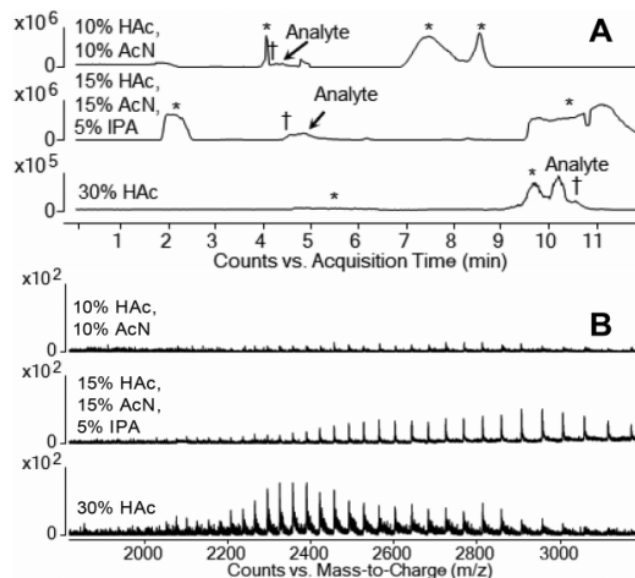 x10⁶
10% HAc,
10% AcN
*
†
Analyte
*
*
A
0
x10⁶
15% HAc,
15% AcN,
5% IPA
*
†
Analyte
*
0
x10⁵
30% HAc
*
*
Analyte
†
0
1 2 3 4 5 6 7 8 9 10 11
Counts vs. Acquisition Time (min)
x10²
10% HAc,
10% AcN
B
0
x10²
15% HAc,
15% AcN,
5% IPA
0
x10²
30% HAc
0
2000 2200 2400 2600 2800 3000
Counts vs. Mass-to-Charge (m/z)